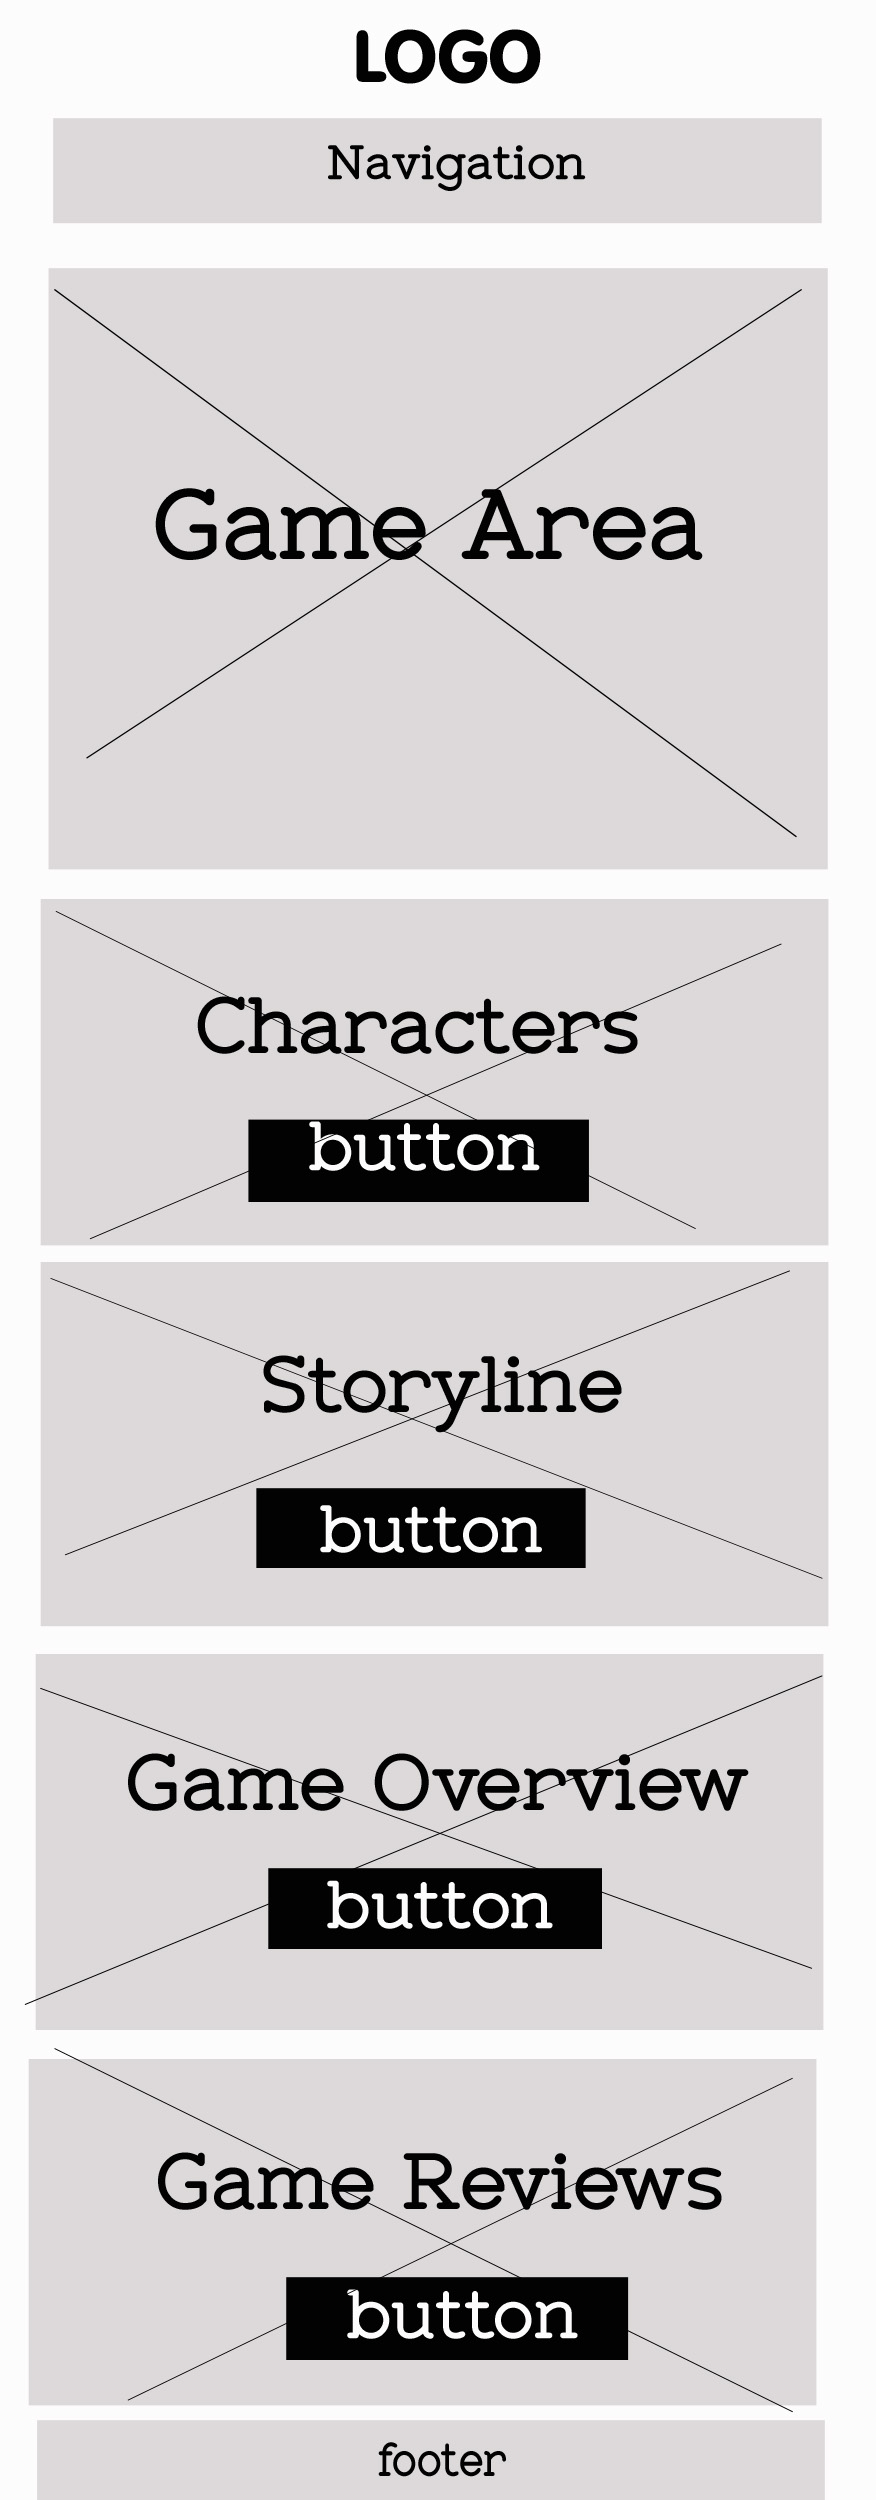 LOGO
Navigation
Game Area
Characters
button
Storyline
button
Game Overview
button
Game Reviews
button
footer